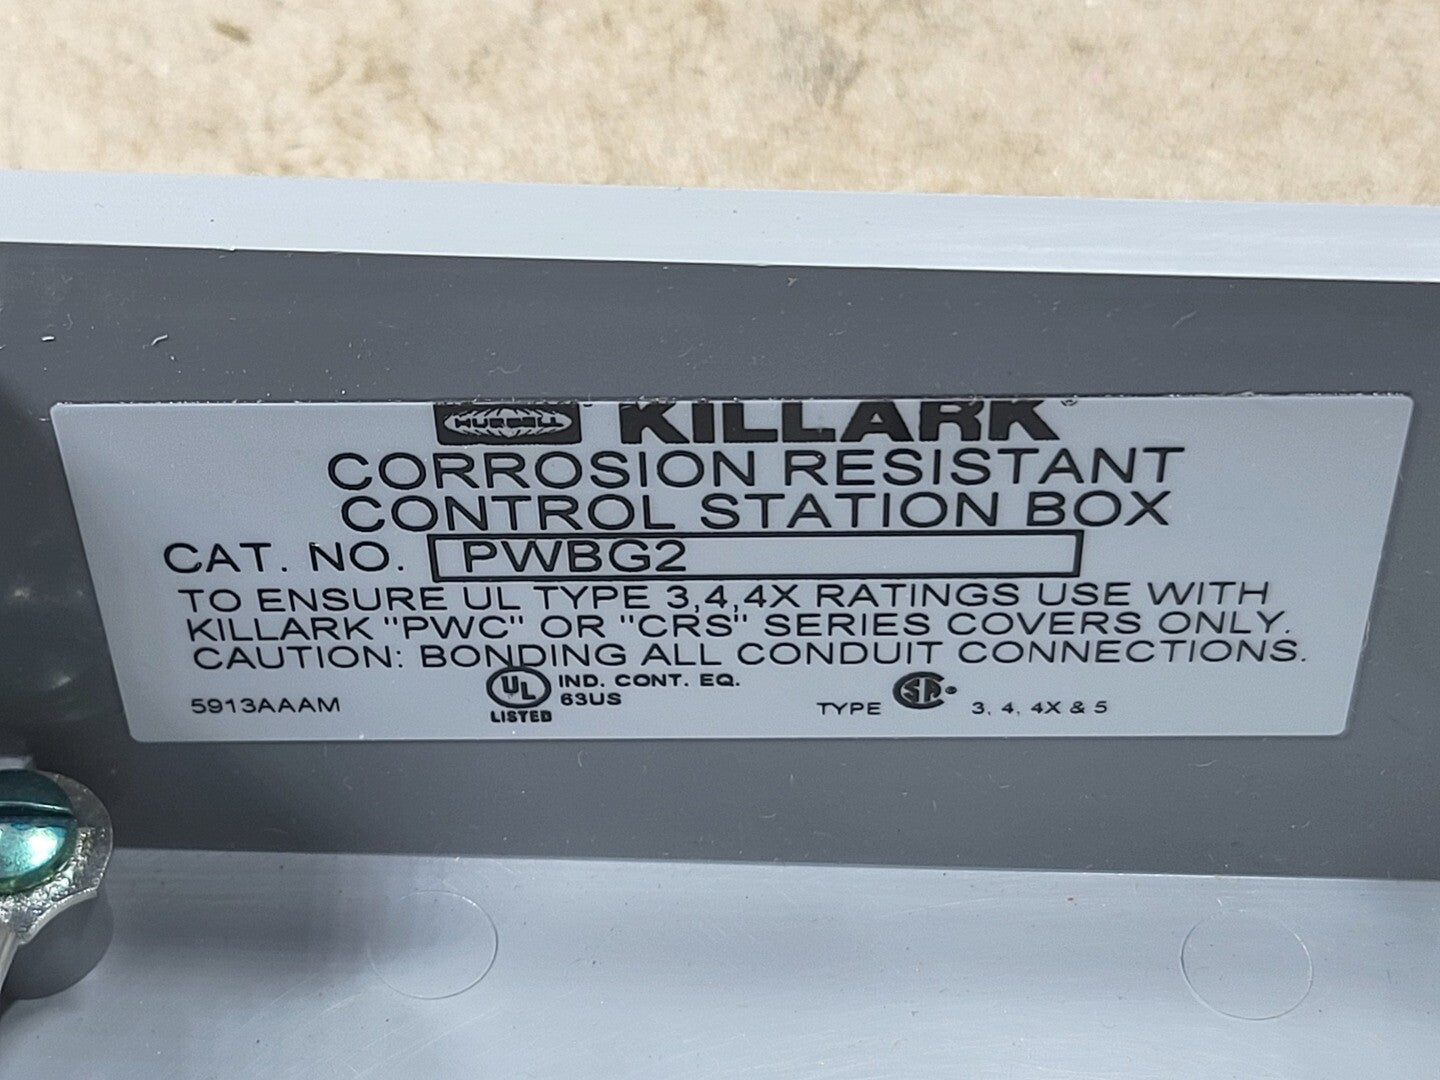 HUBBELL KILLARK®
CORROSION RESISTANT
CONTROL STATION BOX
CAT. NO. PWBG2
TO ENSURE UL TYPE 3,4,4X RATINGS USE WITH
KILLARK "PWC" OR "CRS" SERIES COVERS ONLY.
CAUTION: BONDING ALL CONDUIT CONNECTIONS.
5913AAAM UL LISTED IND. CONT. EQ. 63US TYPE SA® 3, 4, 4X & 5